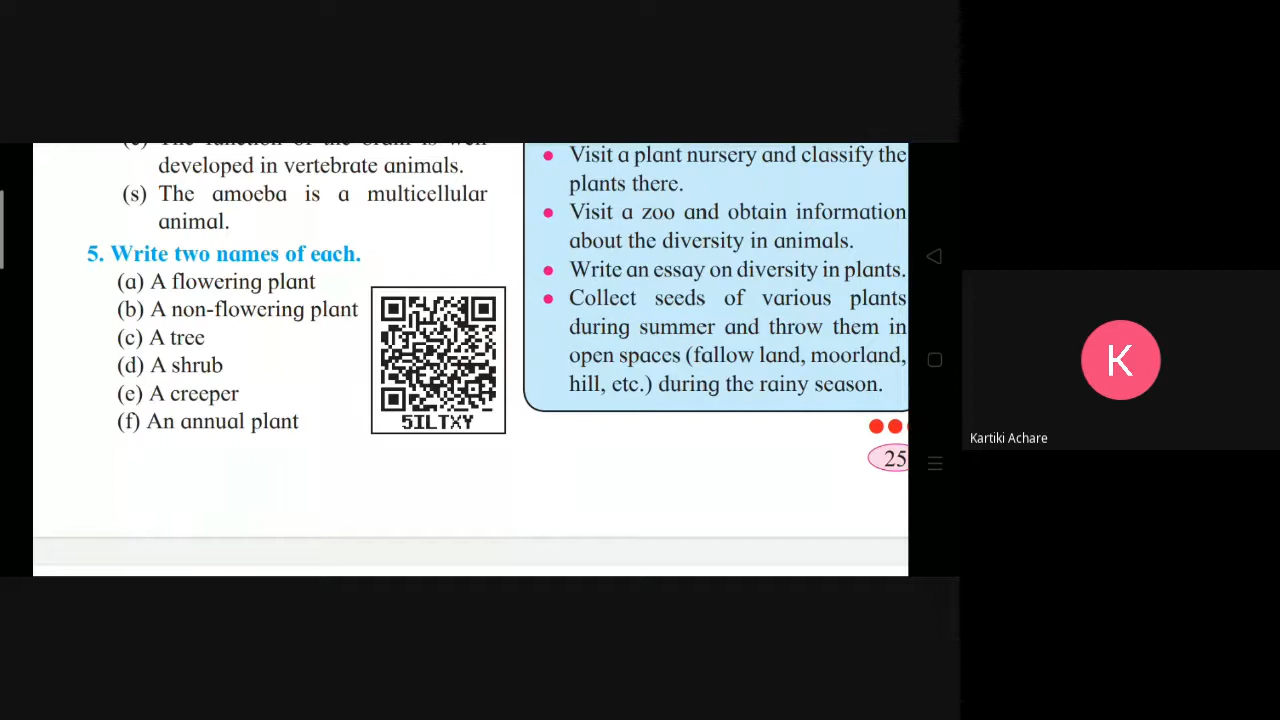 developed in vertebrate animals.
(s) The amoeba is a multicellular
animal.
5. Write two names of each.
(a) A flowering plant
(b) A non-flowering plant
(c) A tree
(d) A shrub
(e) A creeper
(f) An annual plant
5ILTXY
• Visit a plant nursery and classify the
plants there.
• Visit a zoo and obtain information
about the diversity in animals.
• Write an essay on diversity in plants.
• Collect seeds of various plants
during summer and throw them in
open spaces (fallow land, moorland,
hill, etc.) during the rainy season.
25
K
Kartiki Achare